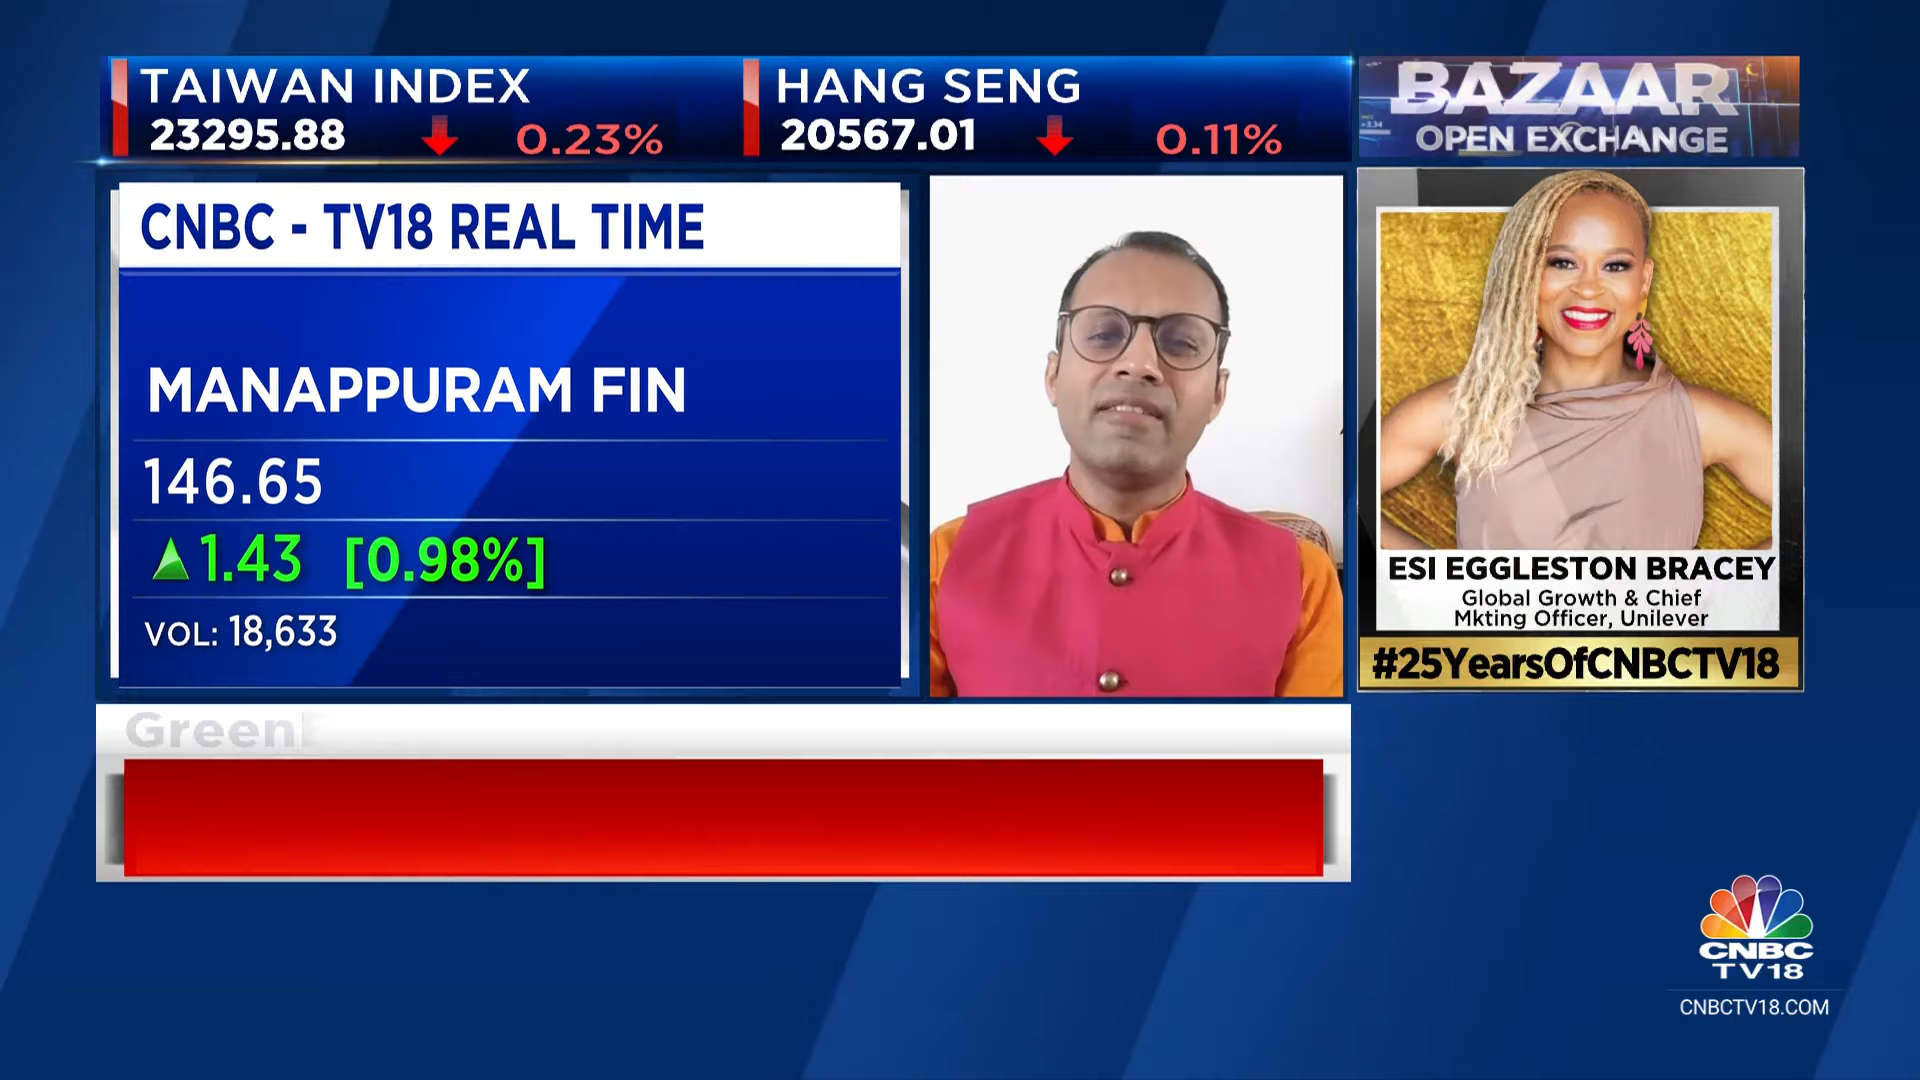 TAIWAN INDEX
23295.88 0.23%
HANG SENG
20567.01 0.11%
BAZAAR
OPEN EXCHANGE
CNBC - TV18 REAL TIME
MANAPPURAM FIN
146.65
1.43 [0.98%]
VOL: 18,633
ESI EGGLESTON BRACEY
Global Growth & Chief
Mkting Officer, Unilever
#25YearsOfCNBCTV18
Green
CNBC
TV18
CNBCTV18.COM